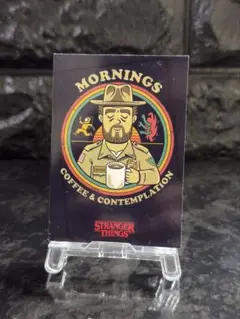 MORNINGS
COFFEE & CONTEMPLATION
STRANGER
THINGS